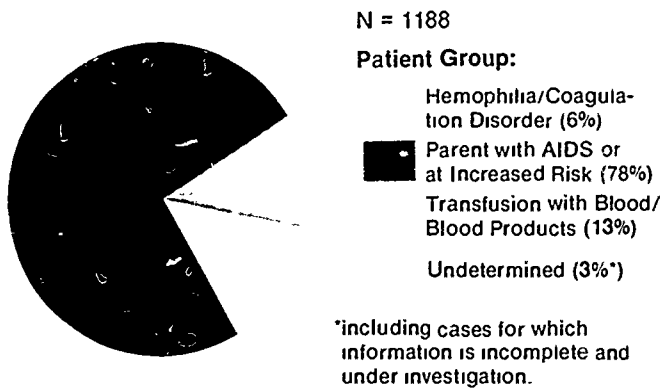 N = 1188
Patient Group:
Hemophilia/Coagula-
tion Disorder (6%)
Parent with AIDS or
at Increased Risk (78%)
Transfusion with Blood/
Blood Products (13%)
Undetermined (3%*)
*including cases for which
information is incomplete and
under investigation.